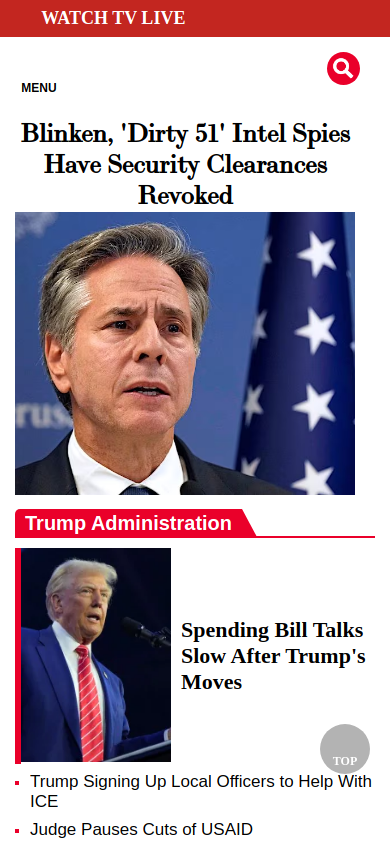 WATCH TV LIVE
MENU
Blinken, 'Dirty 51' Intel Spies
Have Security Clearances
Revoked
rus
Trump Administration
Spending Bill Talks
Slow After Trump's
Moves
TOP
Trump Signing Up Local Officers to Help With
ICE
Judge Pauses Cuts of USAID